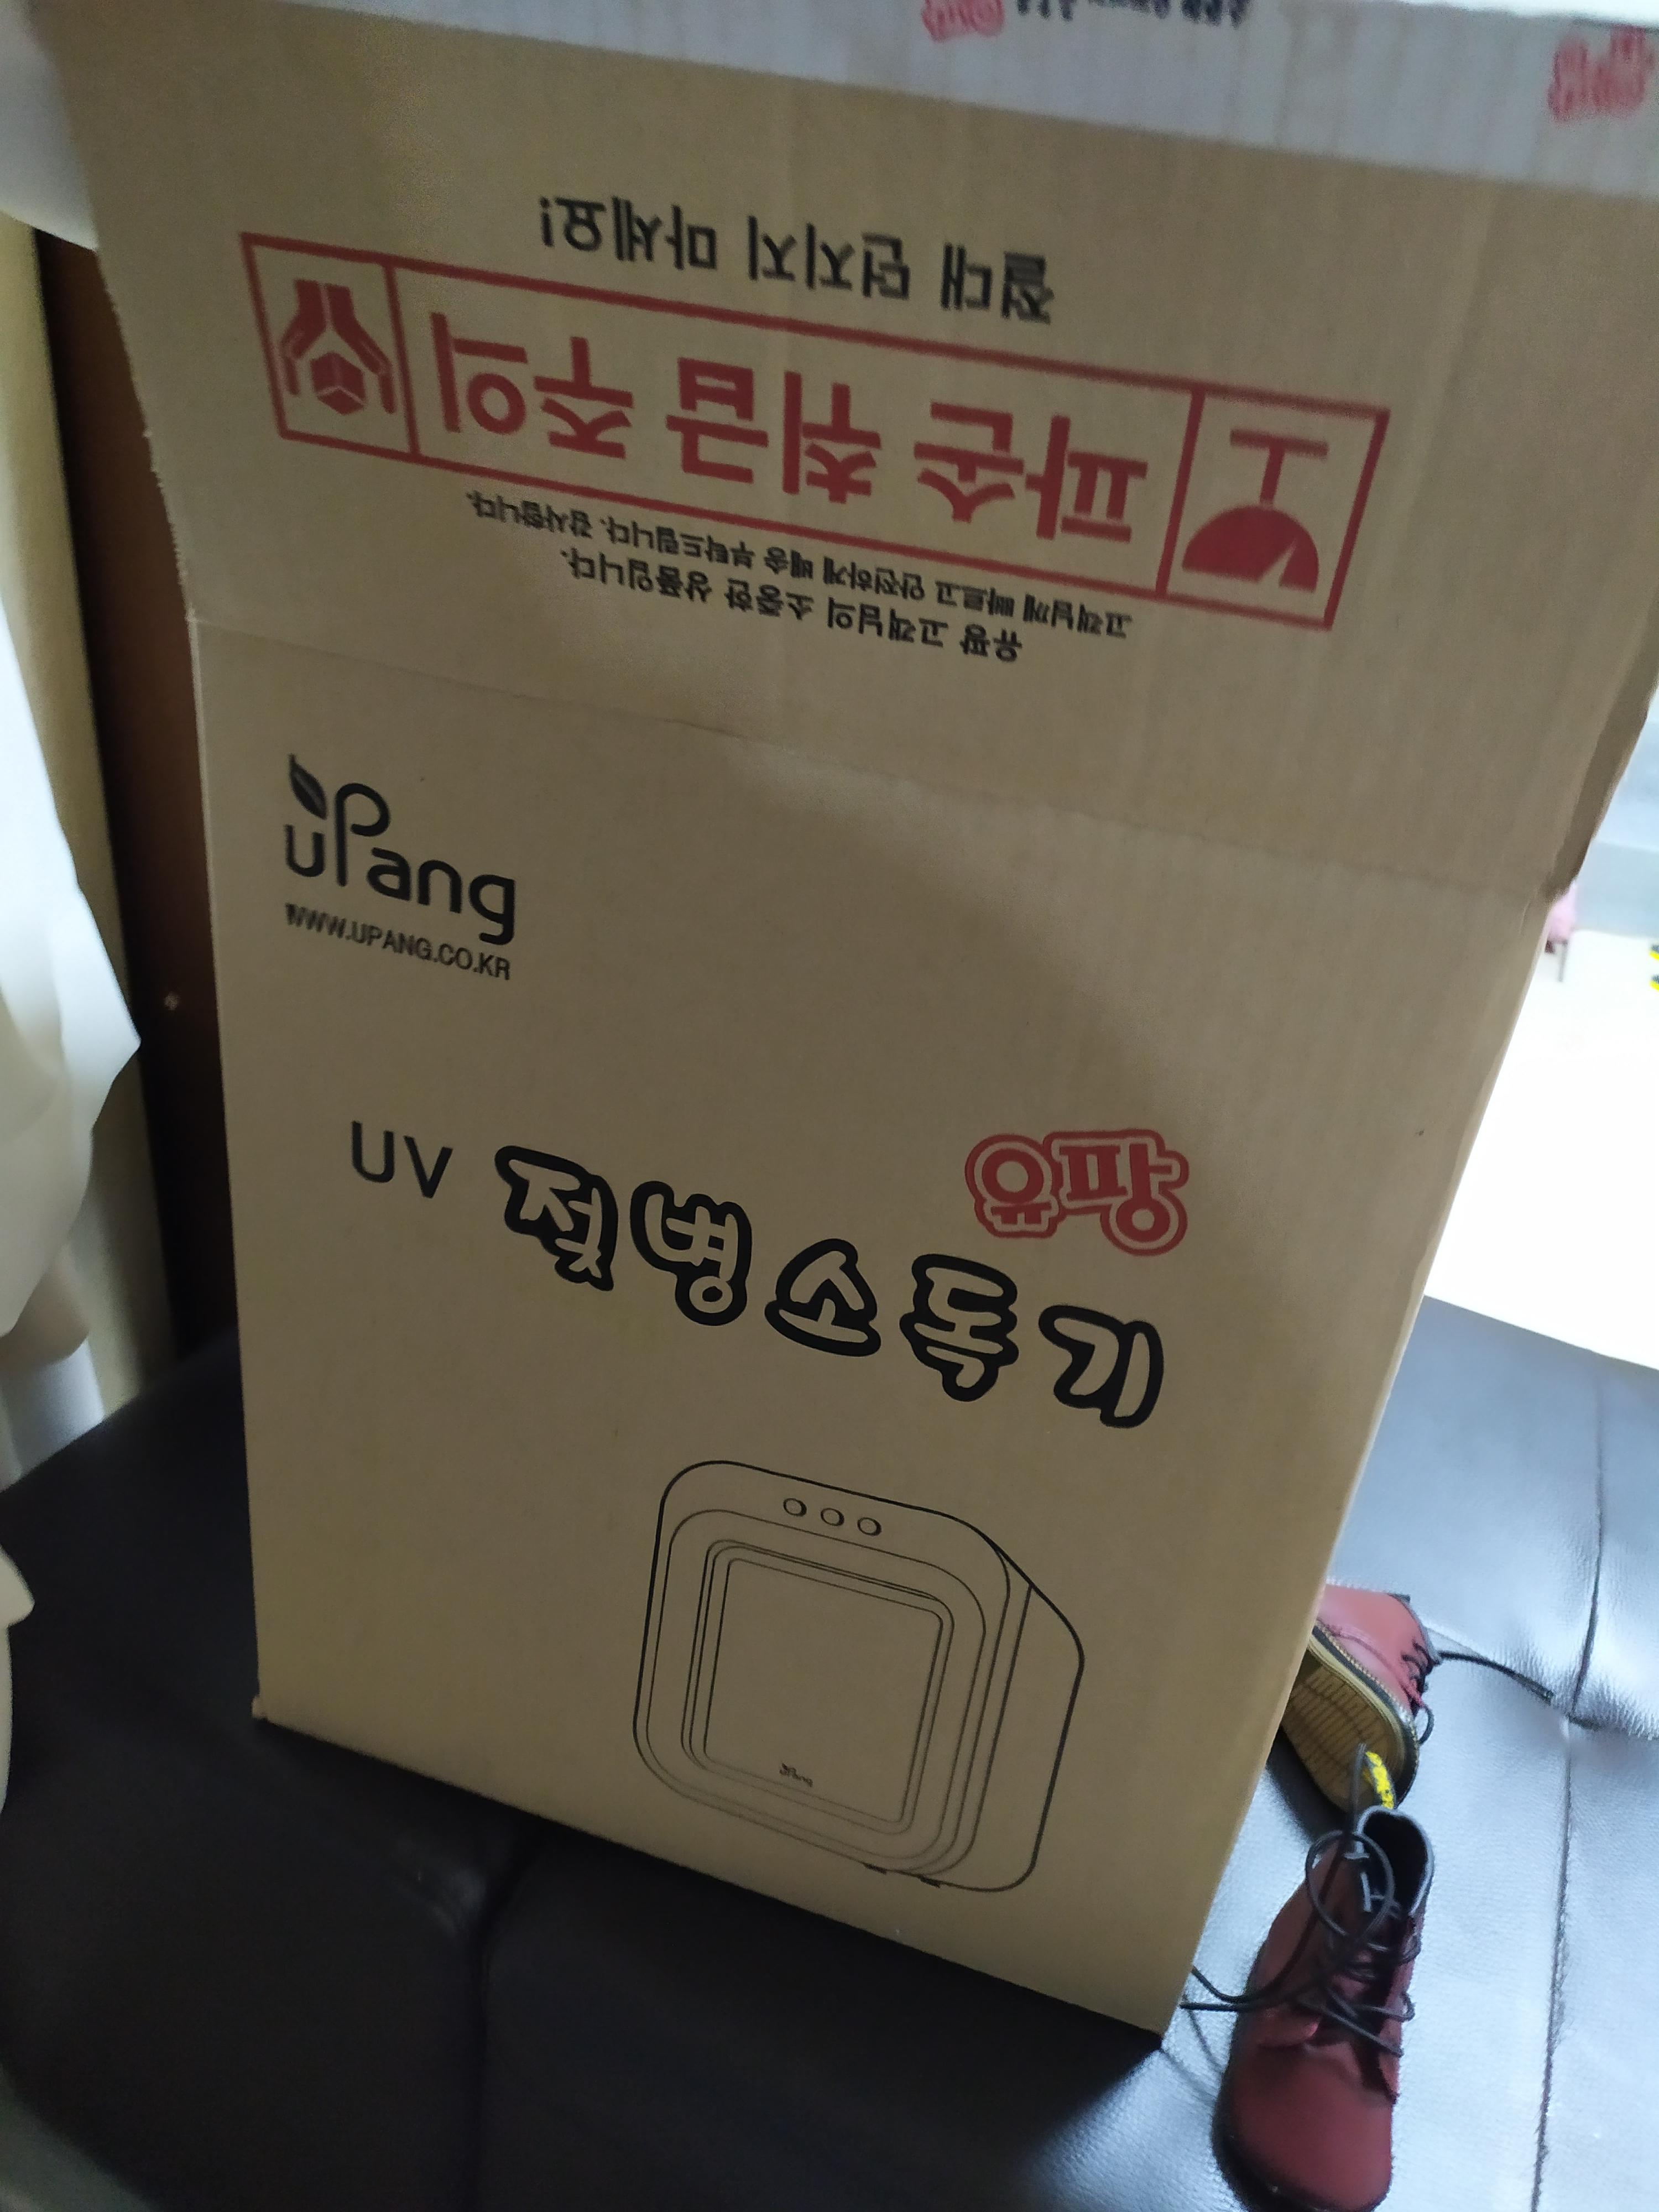 절대 던지지 마세요!
파손 취급 주의
고객님께 빠르고 안전하게 배송 부탁드립니다. 감사합니다.
유팡 고객님의 소중한 상품입니다.
uPang
WWW.UPANG.CO.KR
유팡
UV 젖병소독기
uPang